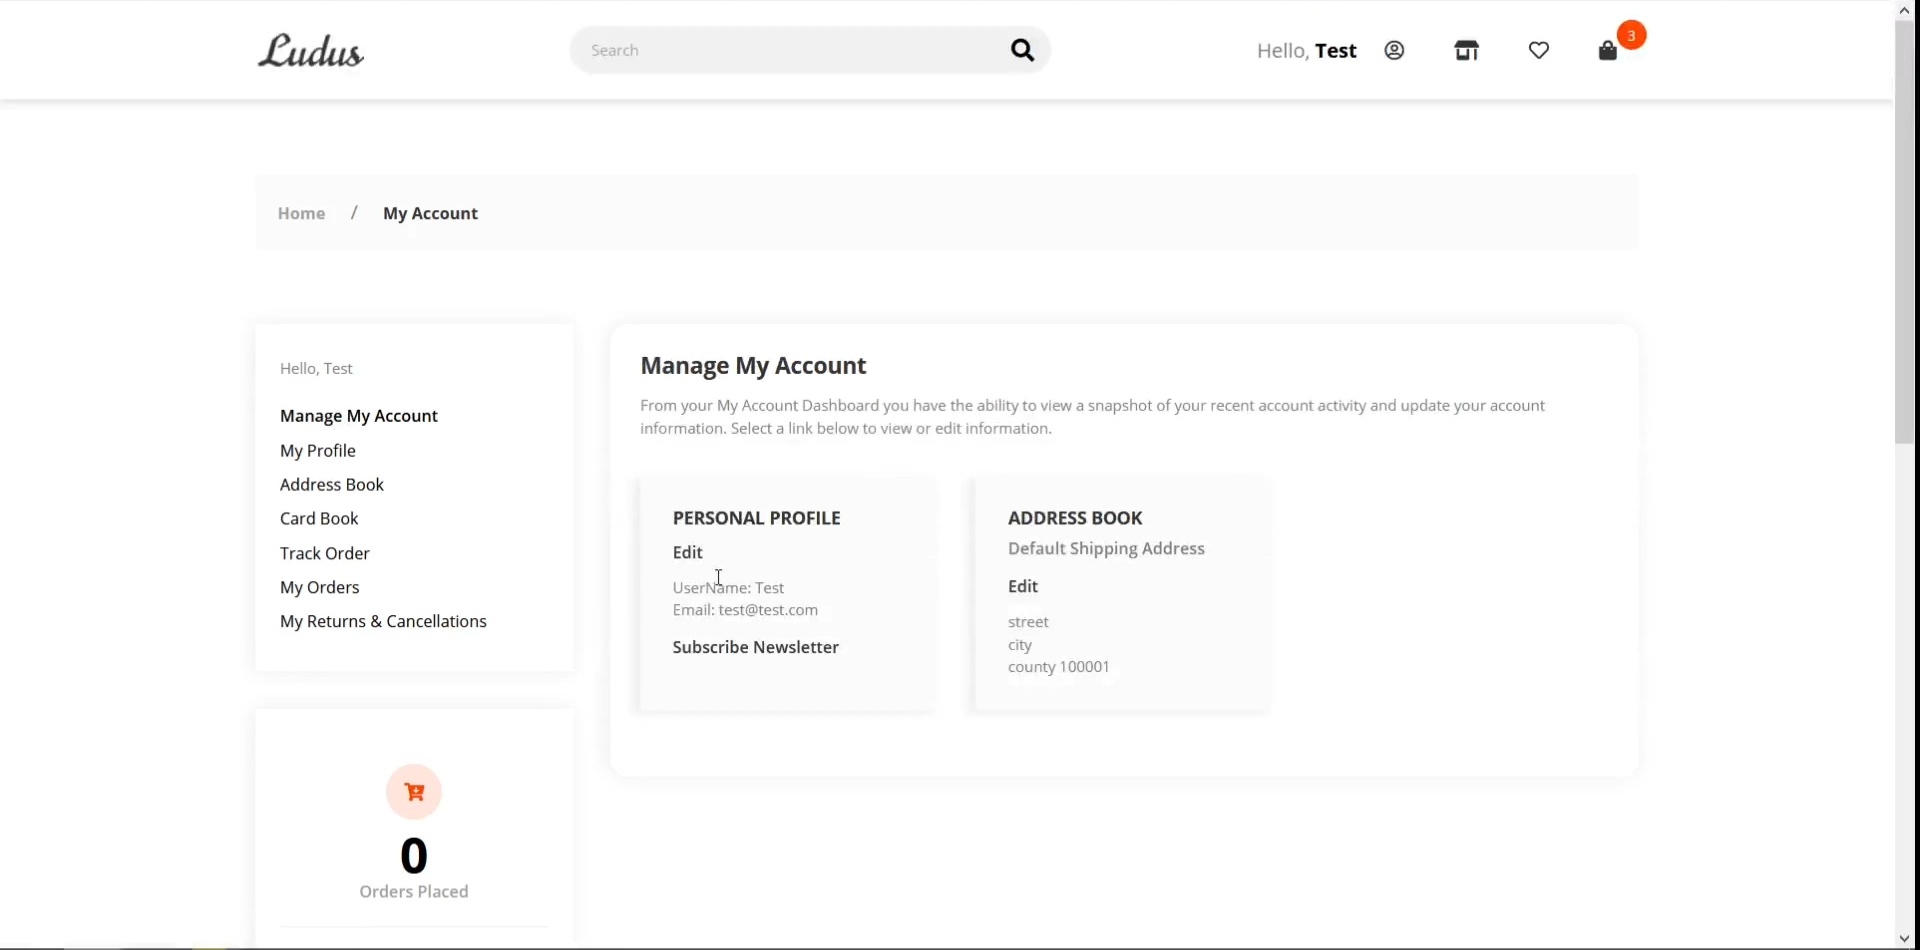 Ludus
Search
Hello, Test
3
Home / My Account
Hello, Test
Manage My Account
My Profile
Address Book
Card Book
Track Order
My Orders
My Returns & Cancellations
0
Orders Placed
Manage My Account
From your My Account Dashboard you have the ability to view a snapshot of your recent account activity and update your account
information. Select a link below to view or edit information.
PERSONAL PROFILE
Edit
UserName: Test
Email: test@test.com
Subscribe Newsletter
ADDRESS BOOK
Default Shipping Address
Edit
street
city
county 100001